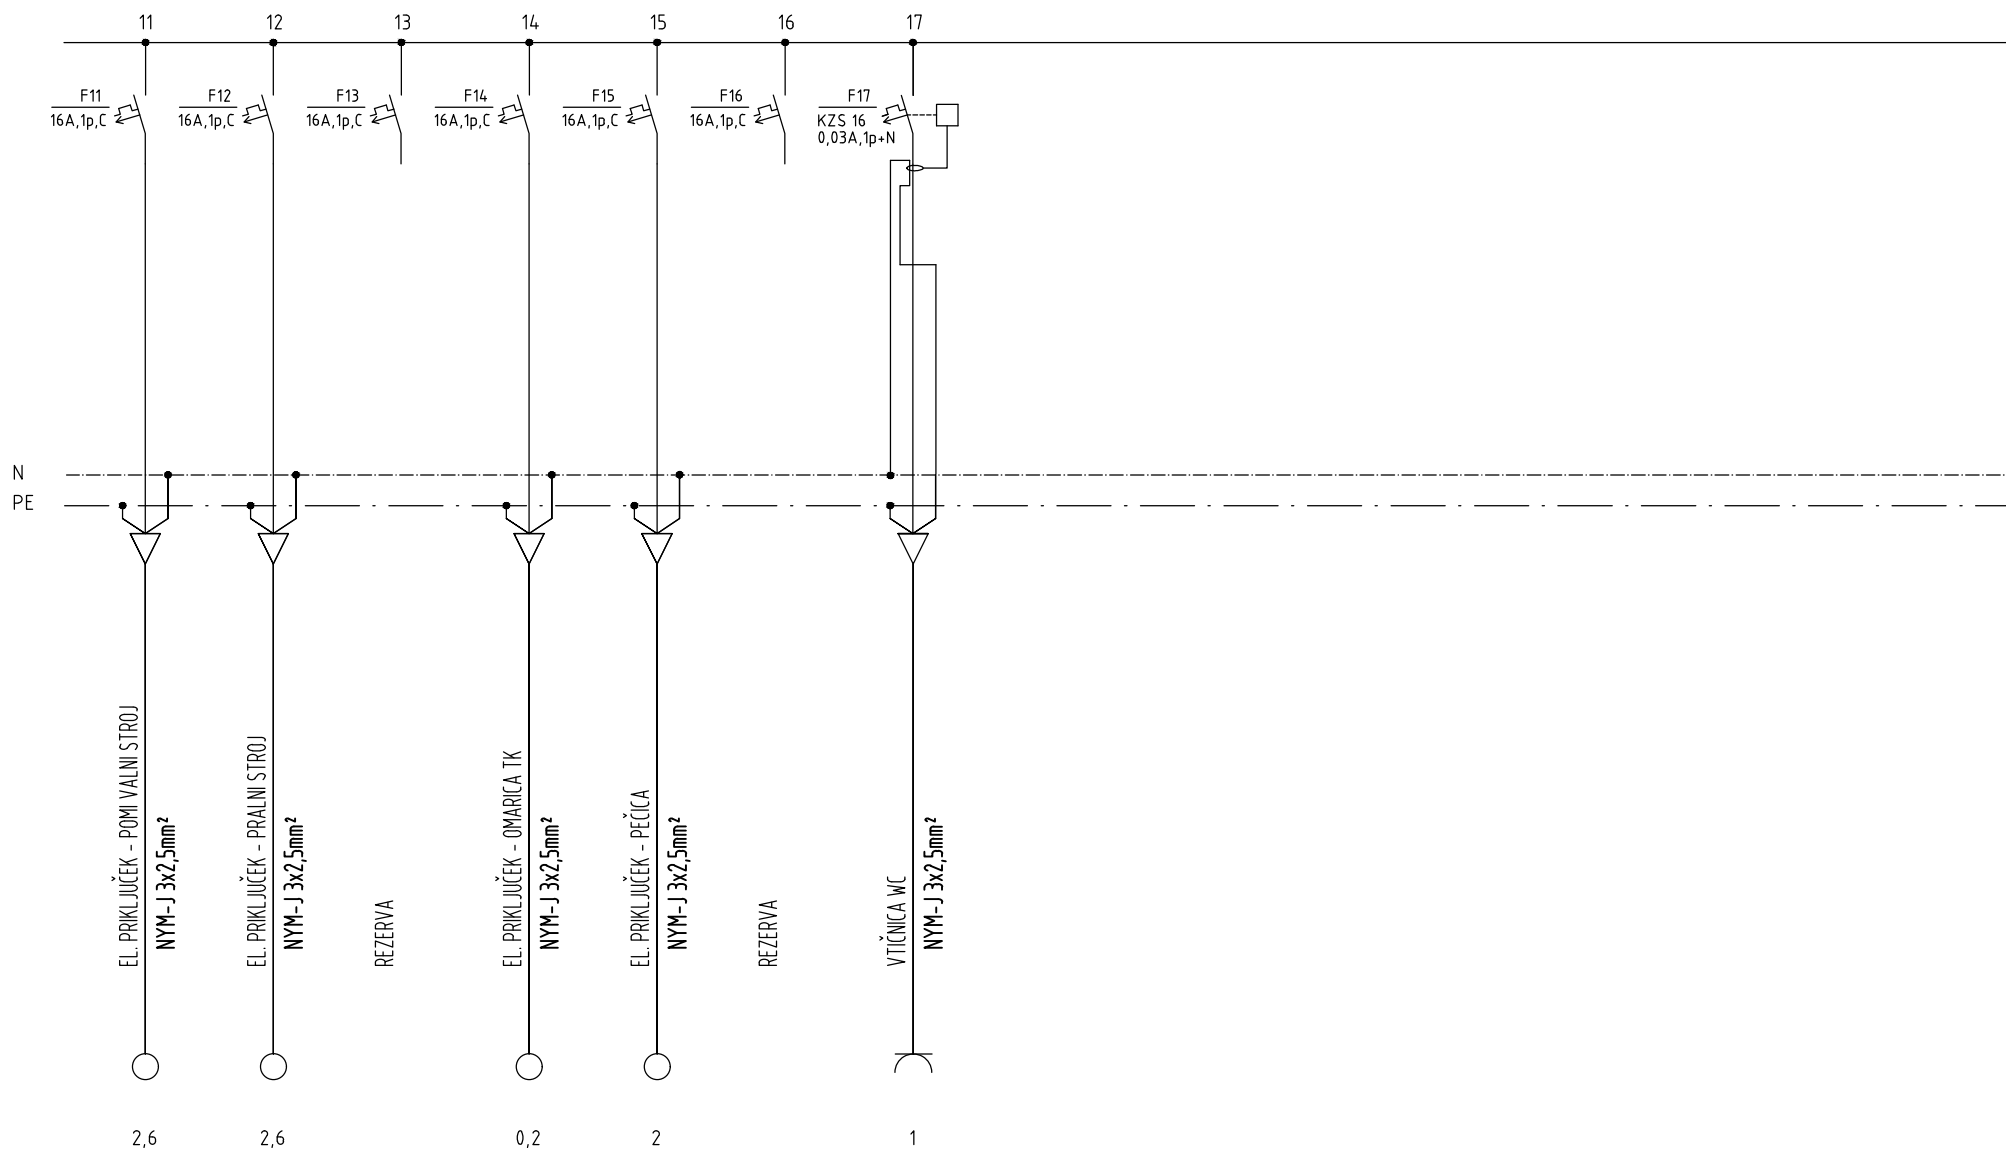 11 12 13 14 15 16 17
F11 F12 F13 F14 F15 F16 F17
16A,1p,C 16A,1p,C 16A,1p,C 16A,1p,C 16A,1p,C 16A,1p,C KZS 16
0,03A,1p+N
N
PE
EL. PRIKLJUČEK - POMI VALNI STROJ
NYM-J 3x2,5mm²
EL. PRIKLJUČEK - PRALNI STROJ
NYM-J 3x2,5mm²
REZERVA
EL. PRIKLJUČEK - OMARICA TK
NYM-J 3x2,5mm²
EL. PRIKLJUČEK - PEČICA
NYM-J 3x2,5mm²
REZERVA
VTIČNICA WC
NYM-J 3x2,5mm²
2,6 2,6 0,2 2 1